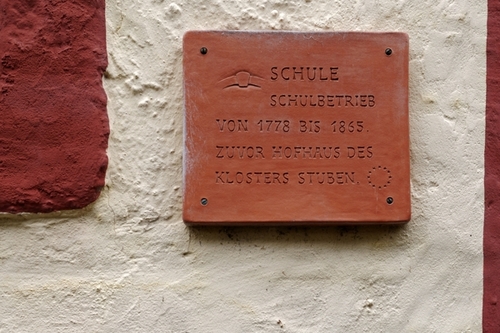 SCHULE
SCHULBETRIEB
VON 1778 BIS 1865.
ZUVOR HOFHAUS DES
KLOSTERS STUBEN.